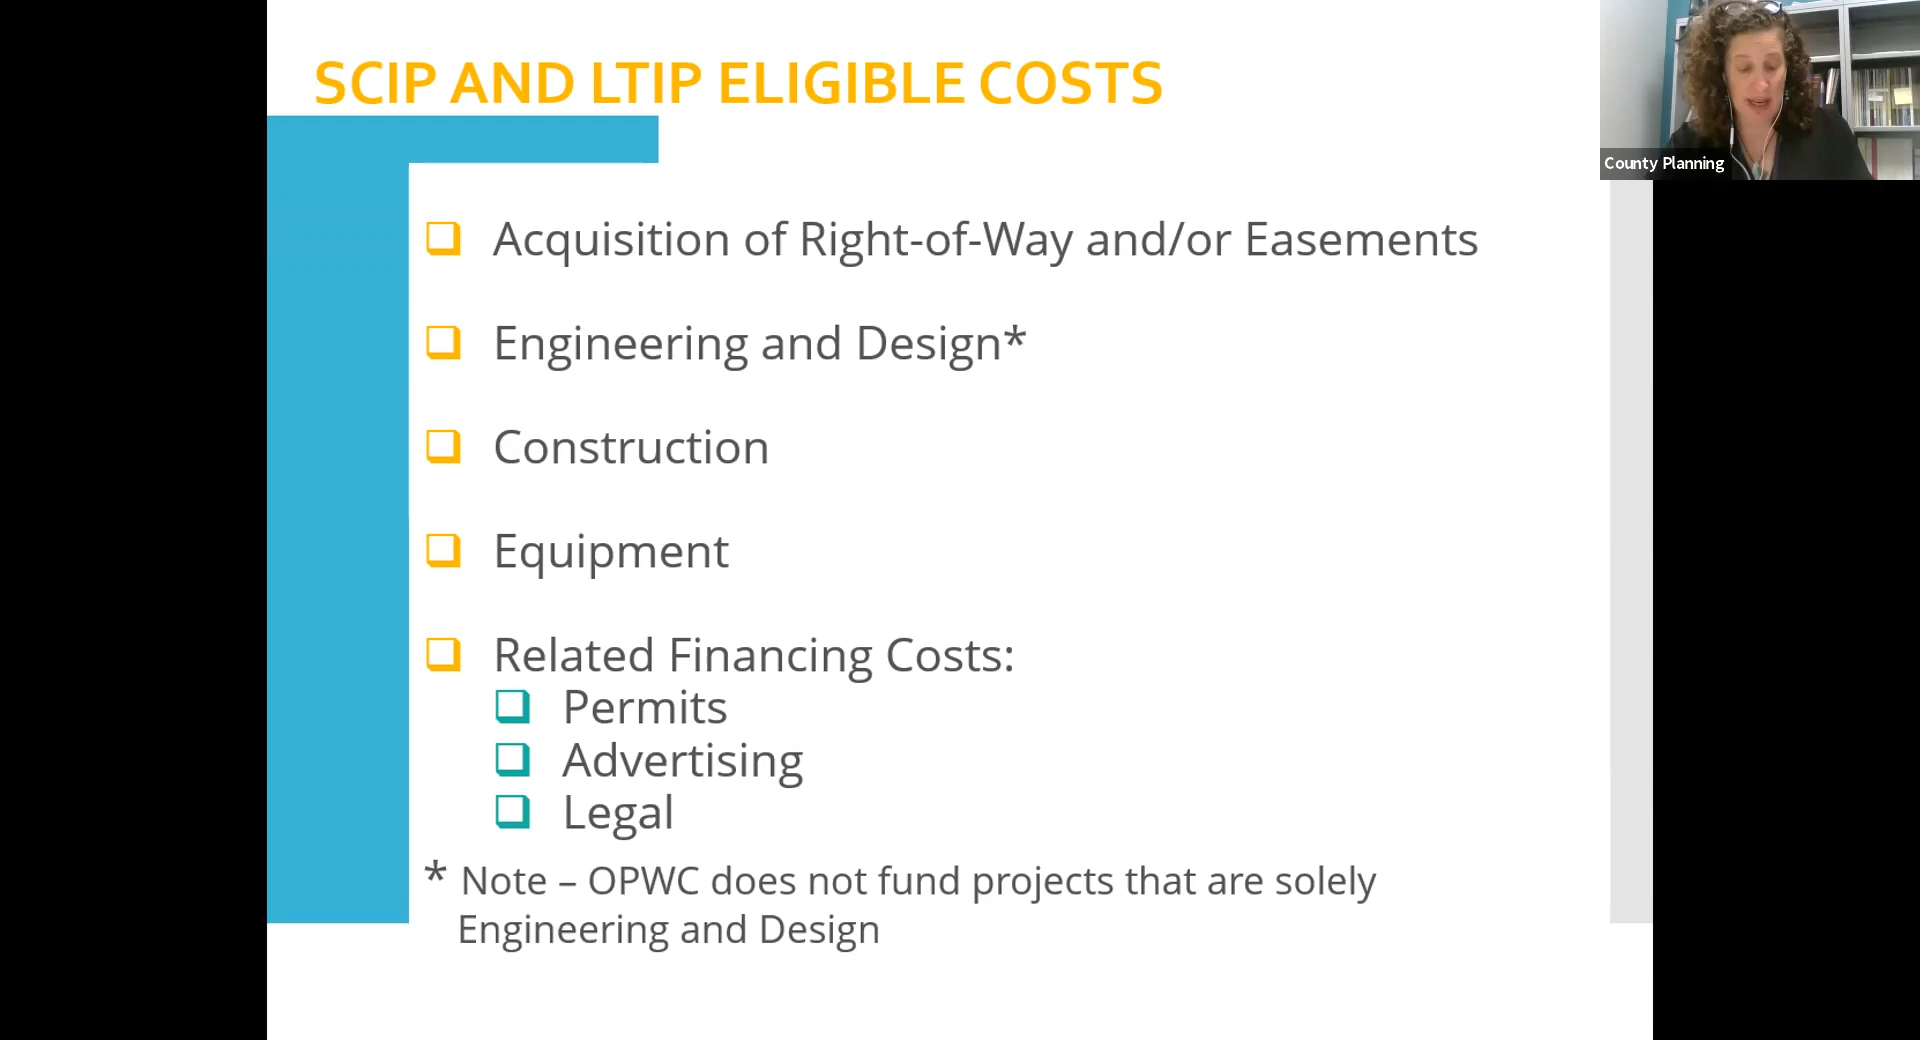 SCIP AND LTIP ELIGIBLE COSTS
County Planning
Acquisition of Right-of-Way and/or Easements
Engineering and Design*
Construction
Equipment
Related Financing Costs:
Permits
Advertising
Legal
* Note – OPWC does not fund projects that are solely
Engineering and Design